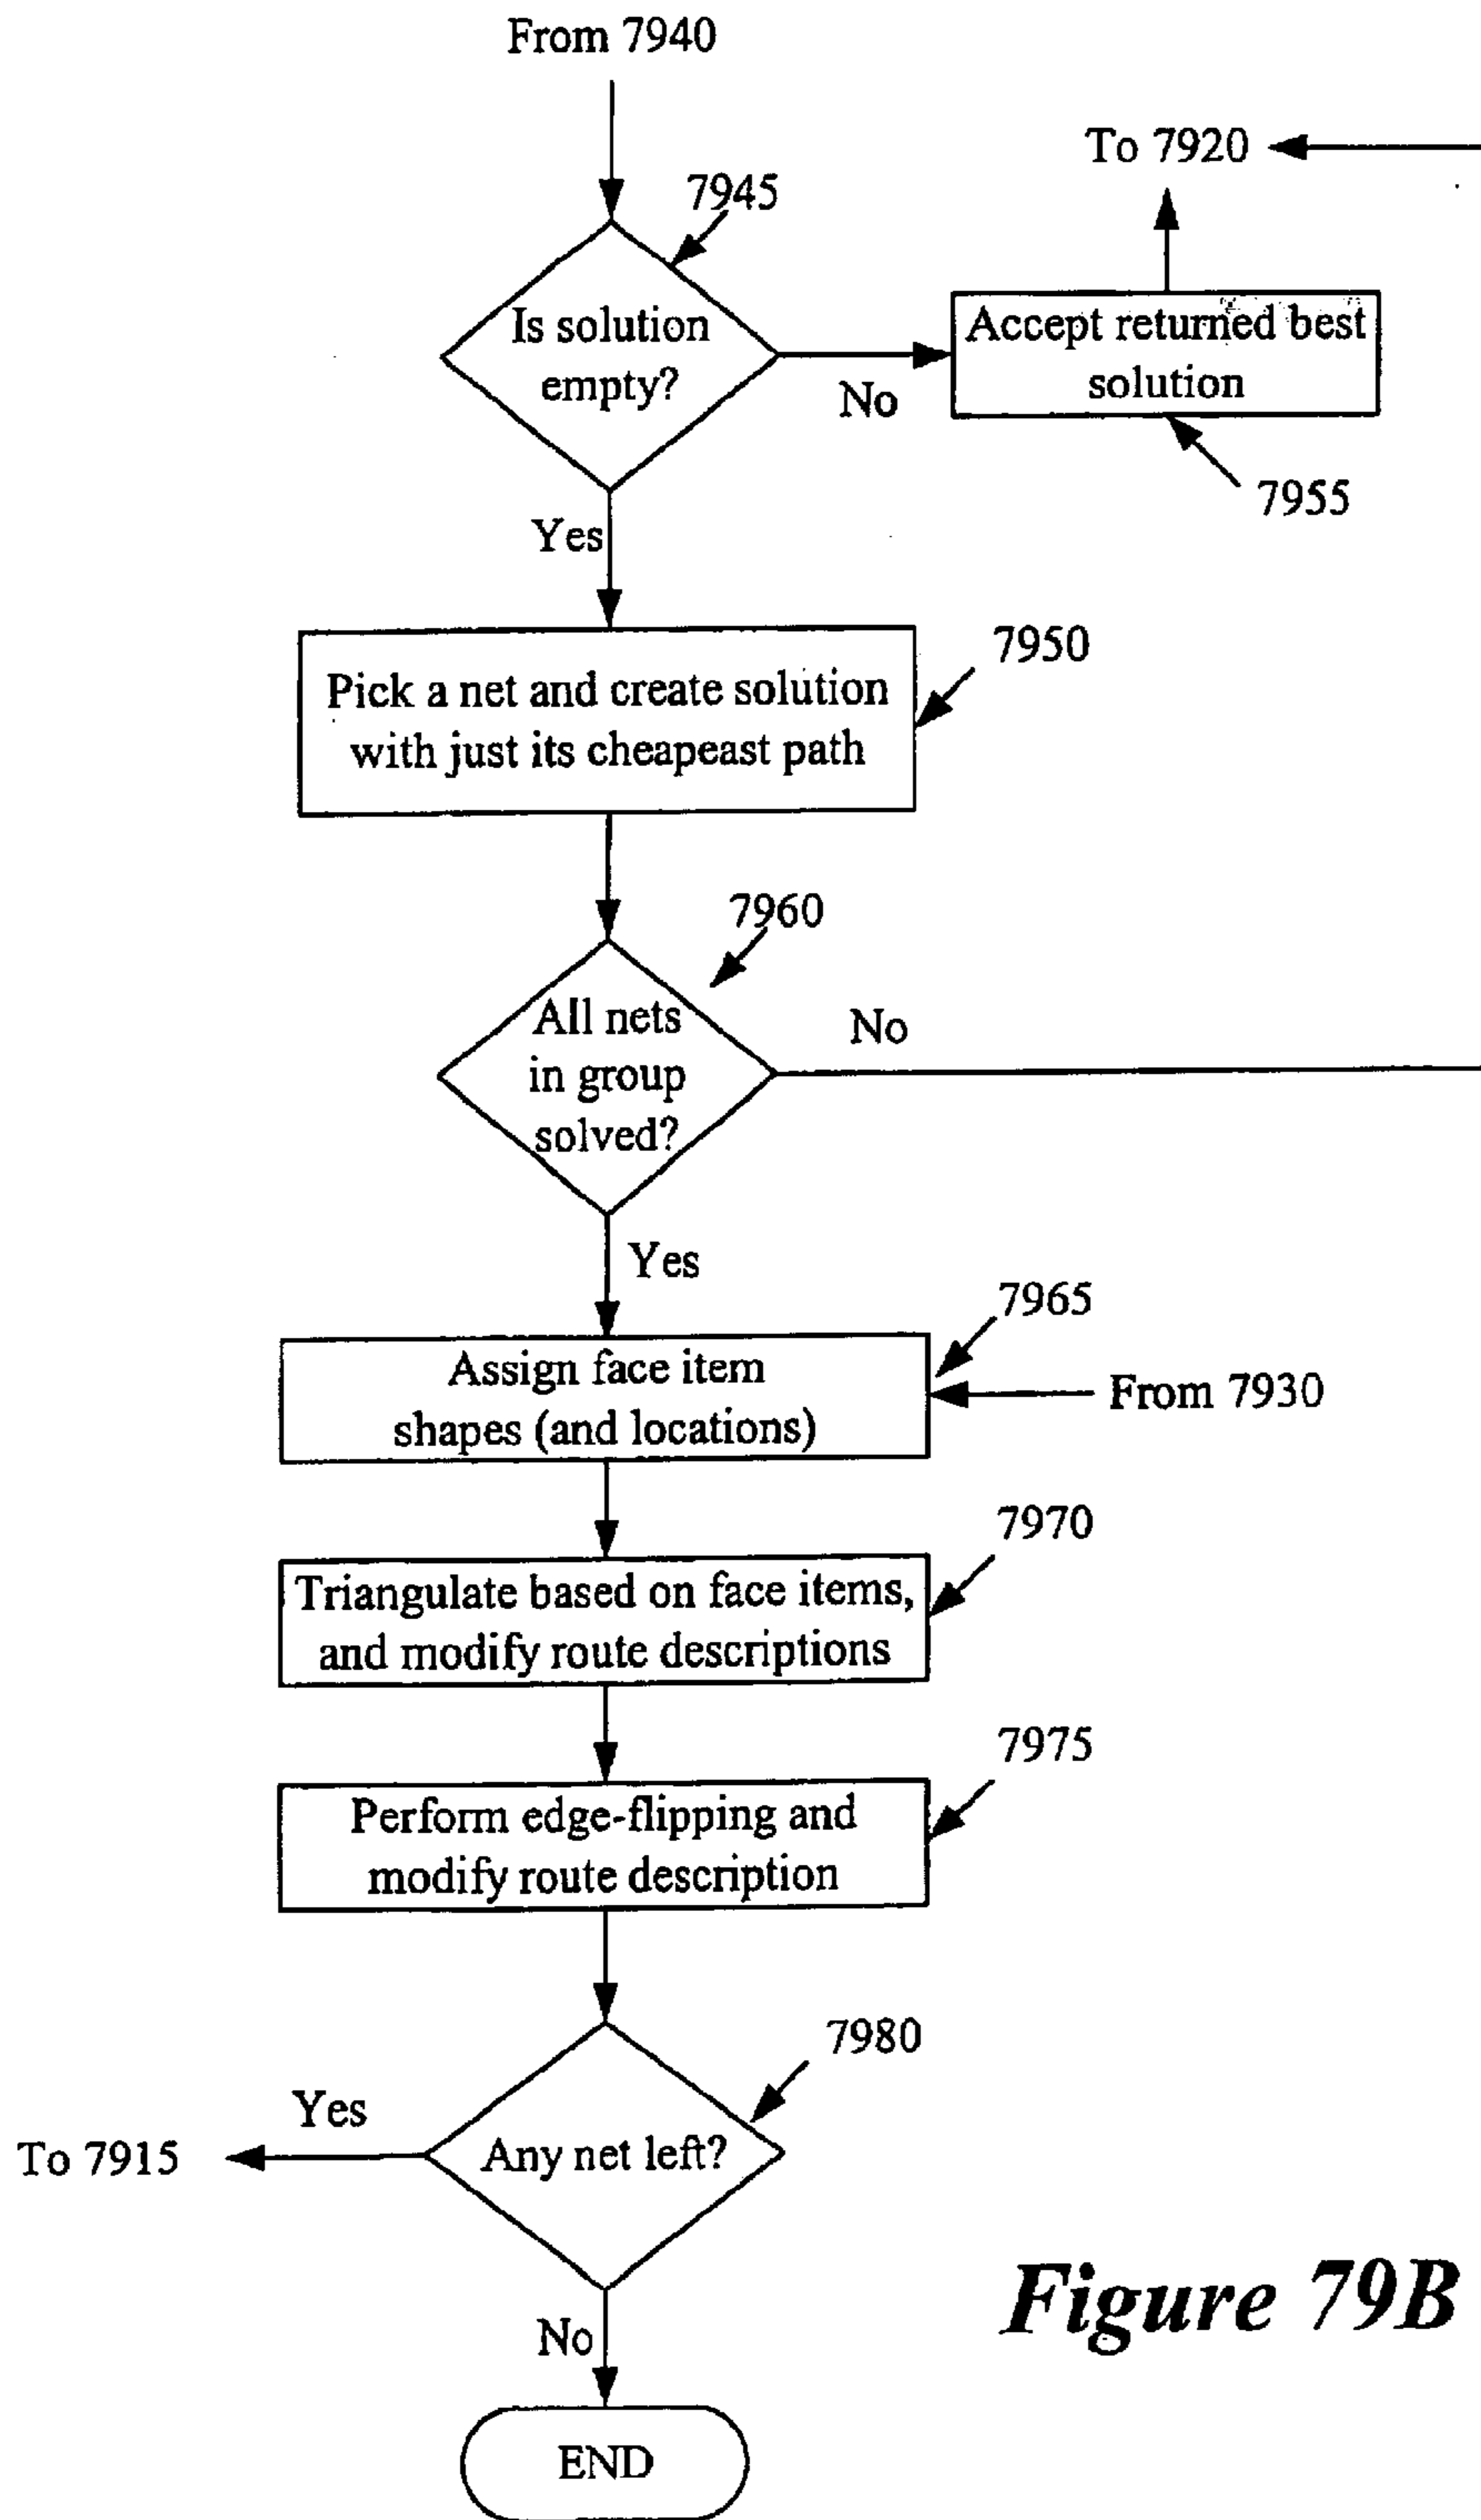 From 7940
To 7920
7945
Is solution
empty?
No
Accept returned best
solution
7955
Yes
7950
Pick a net and create solution
with just its cheapeast path
7960
All nets
in group
solved?
No
Yes
7965
Assign face item
shapes (and locations)
From 7930
7970
Triangulate based on face items,
and modify route descriptions
7975
Perform edge-flipping and
modify route description
7980
Yes
To 7915
Any net left?
No
END
Figure 79B